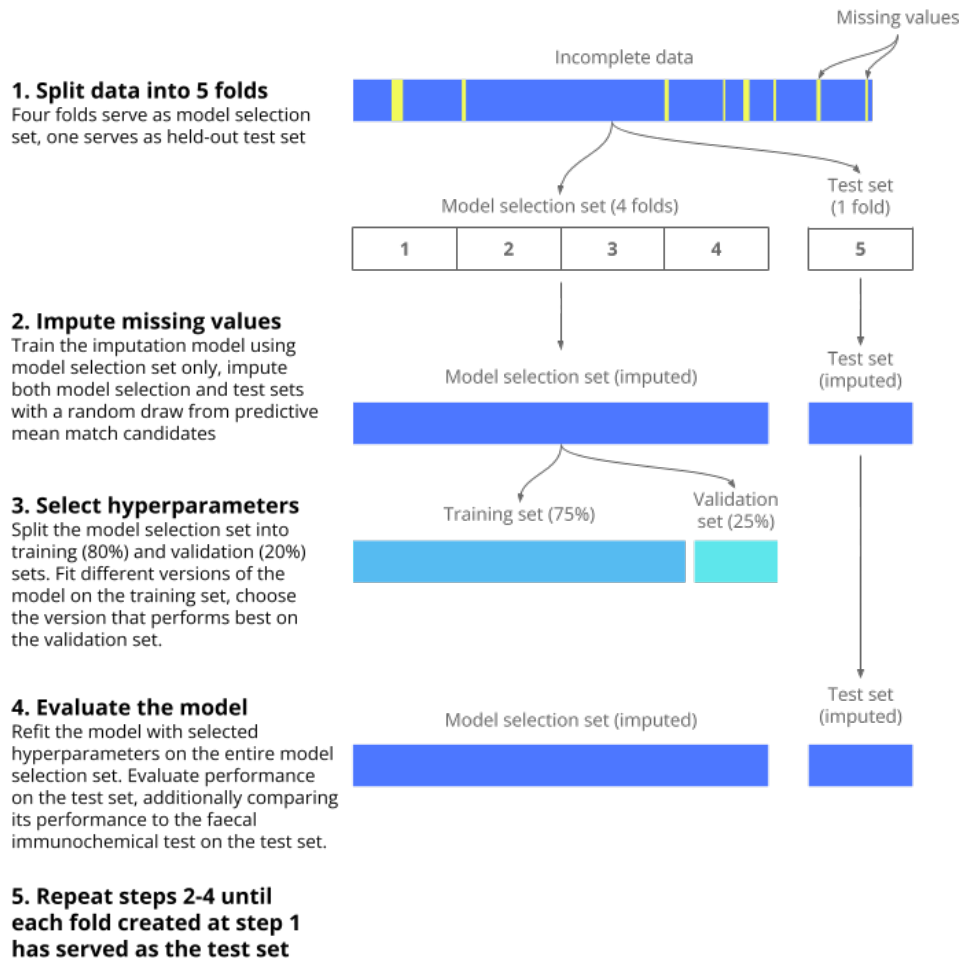 Missing values
Incomplete data
1. Split data into 5 folds
Four folds serve as model selection
set, one serves as held-out test set
Model selection set (4 folds)
Test set
(1 fold)
1 2 3 4 5
2. Impute missing values
Train the imputation model using
model selection set only, impute
both model selection and test sets
with a random draw from predictive
mean match candidates
Model selection set (imputed)
Test set
(imputed)
3. Select hyperparameters
Split the model selection set into
training (80%) and validation (20%)
sets. Fit different versions of the
model on the training set, choose
the version that performs best on
the validation set.
Training set (75%)
Validation
set (25%)
4. Evaluate the model
Refit the model with selected
hyperparameters on the entire model
selection set. Evaluate performance
on the test set, additionally comparing
its performance to the faecal
immunochemical test on the test set.
Model selection set (imputed)
Test set
(imputed)
5. Repeat steps 2-4 until
each fold created at step 1
has served as the test set